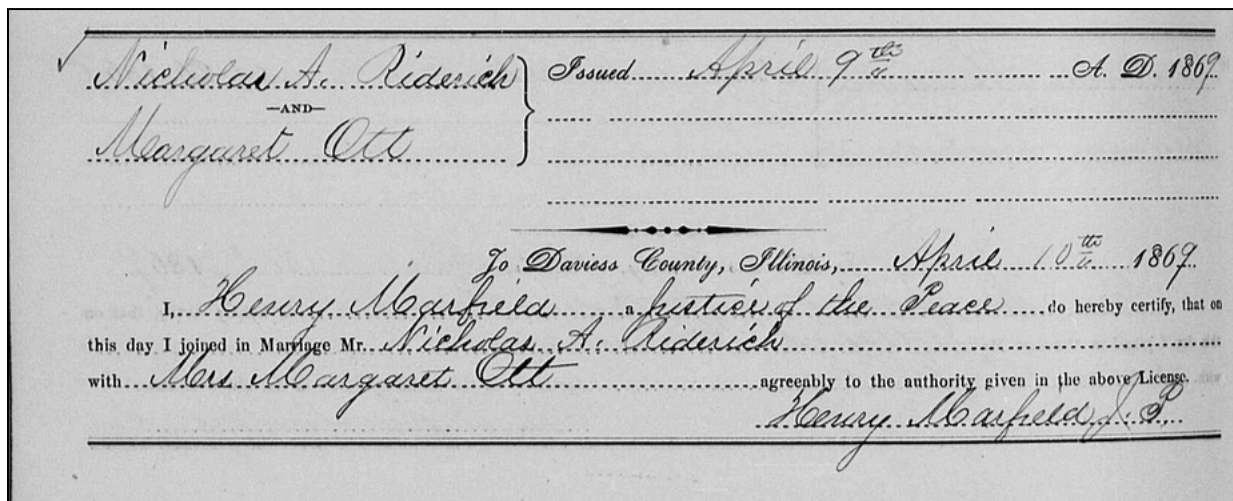 Nicholas A. Riderich
—AND—
Margaret Ott
Issued April 9th A. D. 1869.
Jo Daviess County, Illinois, April 10th 1869.
I, Henry Marfield a Justice of the Peace do hereby certify, that on
this day I joined in Marriage Mr. Nicholas A. Riderich
with Mrs Margaret Ott agreeably to the authority given in the above License.
Henry Marfield J. P.